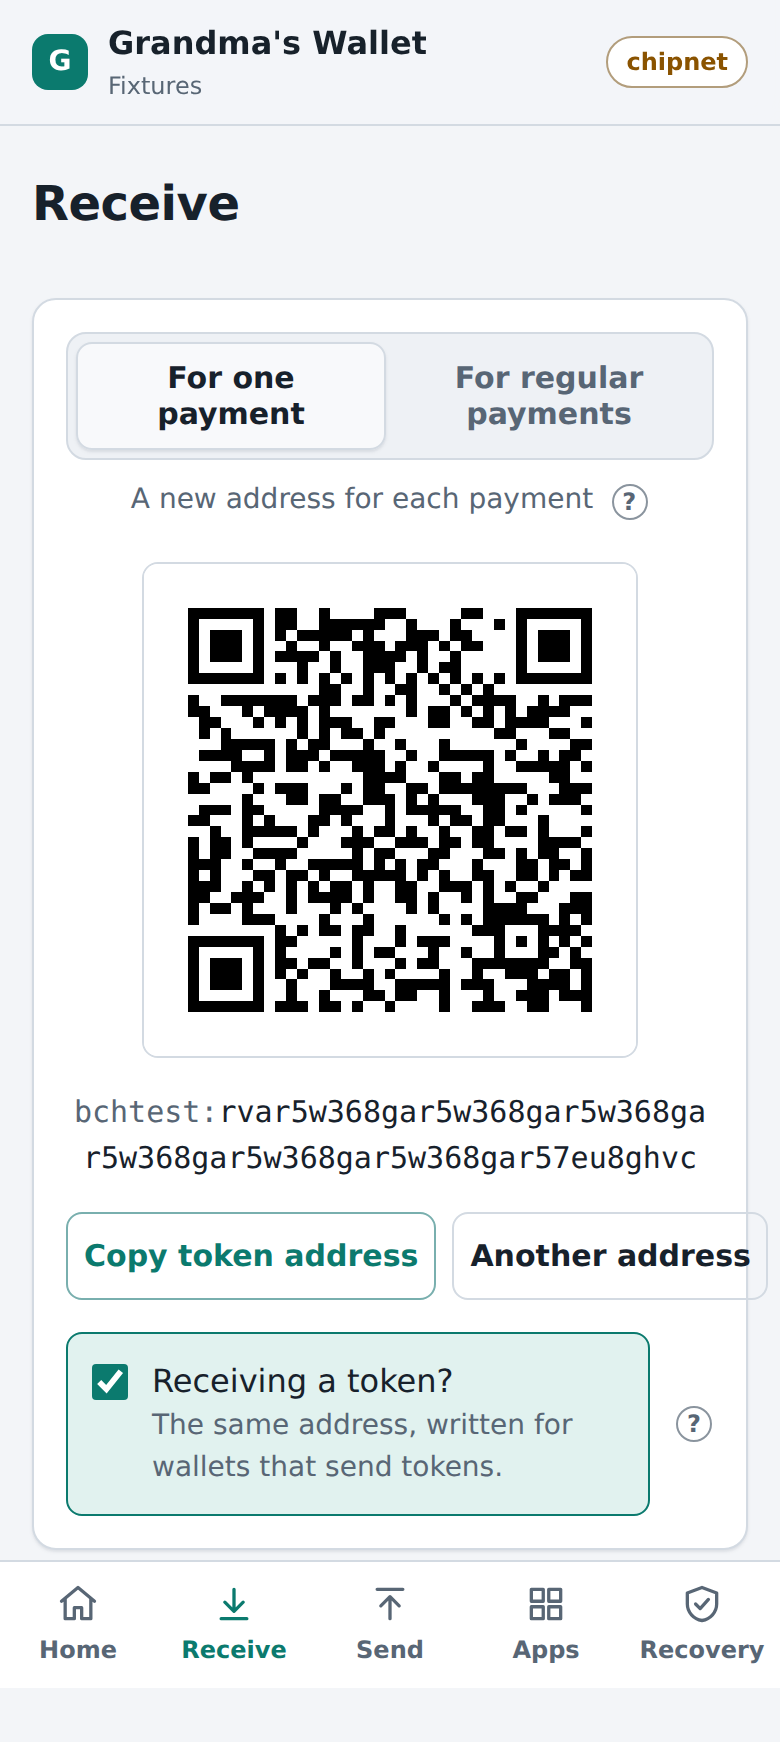 G
Grandma's Wallet
Fixtures
chipnet
Receive
For one
payment
For regular
payments
A new address for each payment ?
bchtest:rvar5w368gar5w368gar5w368ga
r5w368gar5w368gar5w368gar57eu8ghvc
Copy token address
Another address
Receiving a token?
The same address, written for
wallets that send tokens.
?
Home
Receive
Send
Apps
Recovery